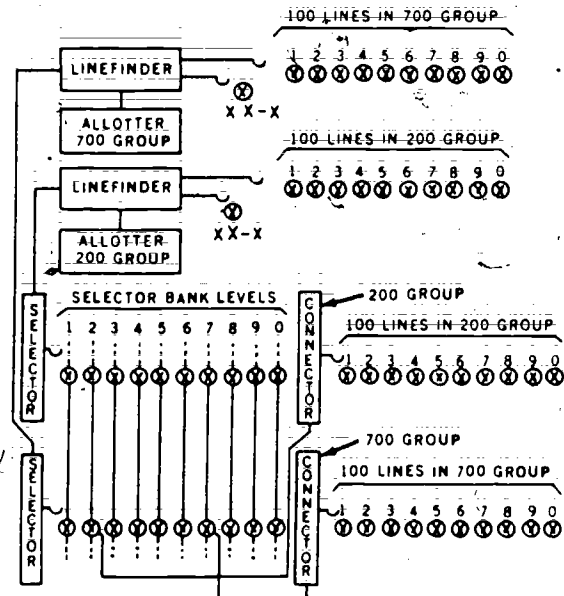 100 LINES IN 700 GROUP
LINEFINDER
1 2 3 4 5 6 7 8 9 0
XX-X
ALLOTTER
700 GROUP
100 LINES IN 200 GROUP
LINEFINDER
1 2 3 4 5 6 7 8 9 0
XX-X
ALLOTTER
200 GROUP
SELECTOR
SELECTOR BANK LEVELS
1 2 3 4 5 6 7 8 9 0
CONNECTOR
200 GROUP
100 LINES IN 200 GROUP
1 2 3 4 5 6 7 8 9 0
SELECTOR
CONNECTOR
700 GROUP
100 LINES IN 700 GROUP
1 2 3 4 5 6 7 8 9 0